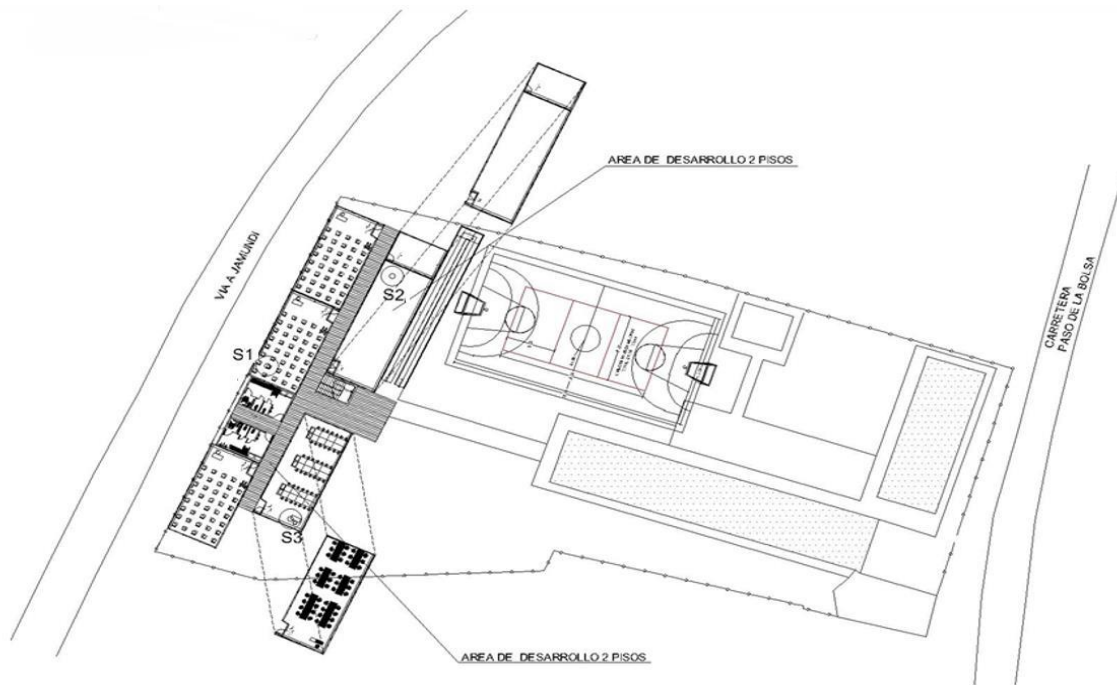 AREA DE DESARROLLO 2 PISOS
VIA A JAMUNDI
S2
S1
CARRETERA
PASO DE LA BOLSA
S3
AREA DE DESARROLLO 2 PISOS